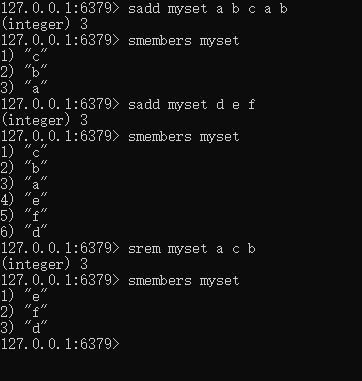 127.0.0.1:6379> sadd myset a b c a b
(integer) 3
127.0.0.1:6379> smembers myset
1) "c"
2) "b"
3) "a"
127.0.0.1:6379> sadd myset d e f
(integer) 3
127.0.0.1:6379> smembers myset
1) "c"
2) "b"
3) "a"
4) "e"
5) "f"
6) "d"
127.0.0.1:6379> srem myset a c b
(integer) 3
127.0.0.1:6379> smembers myset
1) "e"
2) "f"
3) "d"
127.0.0.1:6379>